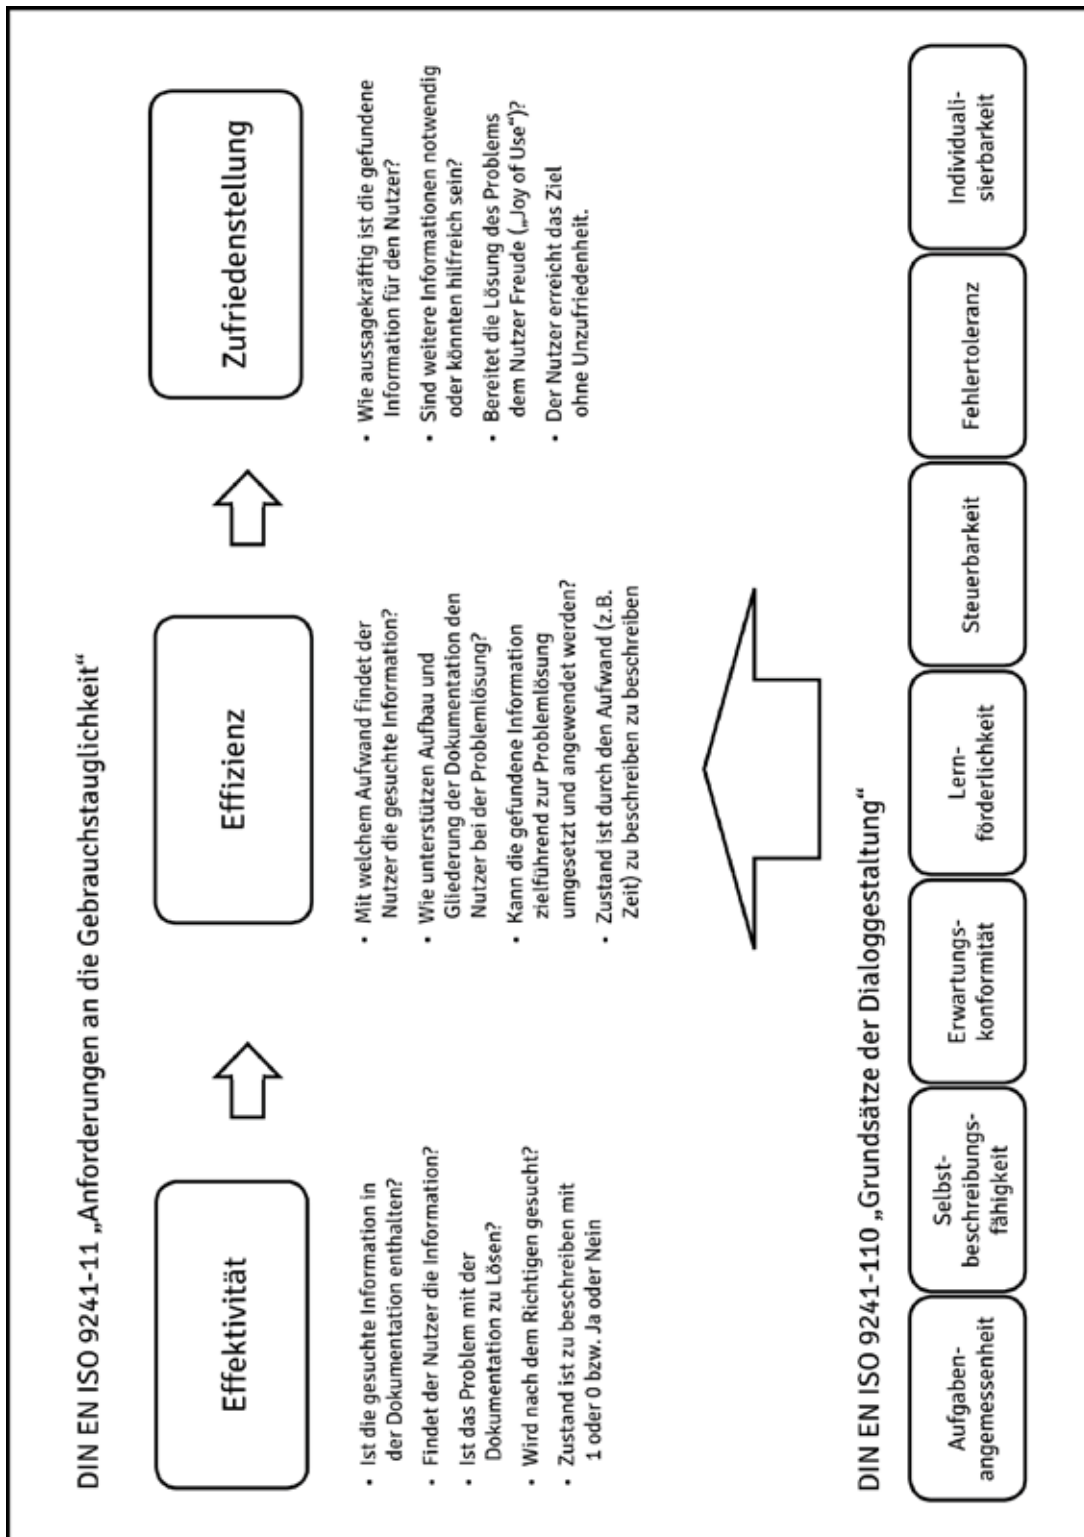 DIN EN ISO 9241-11 „Anforderungen an die Gebrauchstauglichkeit“
Effektivität
• Ist die gesuchte Information in
der Dokumentation enthalten?
• Findet der Nutzer die Information?
• Ist das Problem mit der
Dokumentation zu Lösen?
• Wird nach dem Richtigen gesucht?
• Zustand ist zu beschreiben mit
1 oder 0 bzw. Ja oder Nein
Effizienz
• Mit welchem Aufwand findet der
Nutzer die gesuchte Information?
• Wie unterstützen Aufbau und
Gliederung der Dokumentation den
Nutzer bei der Problemlösung?
• Kann die gefundene Information
zielführend zur Problemlösung
umgesetzt und angewendet werden?
• Zustand ist durch den Aufwand (z.B.
Zeit) zu beschreiben zu beschreiben
Zufriedenstellung
• Wie aussagekräftig ist die gefundene
Information für den Nutzer?
• Sind weitere Informationen notwendig
oder könnten hilfreich sein?
• Bereitet die Lösung des Problems
dem Nutzer Freude („Joy of Use“)?
• Der Nutzer erreicht das Ziel
ohne Unzufriedenheit.
DIN EN ISO 9241-110 „Grundsätze der Dialoggestaltung“
Aufgaben-
angemessenheit
Selbst-
beschreibungs-
fähigkeit
Erwartungs-
konformität
Lern-
förderlichkeit
Steuerbarkeit
Fehlertoleranz
Individuali-
sierbarkeit